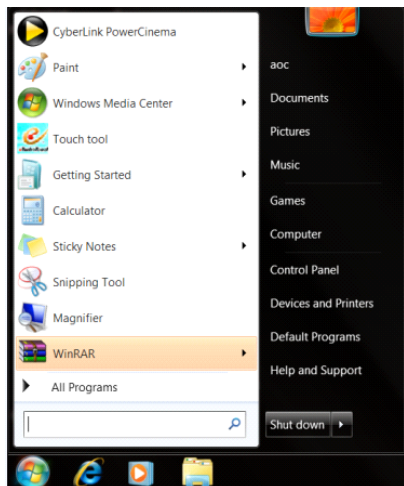 CyberLink PowerCinema
Paint
Windows Media Center
Touch tool
Getting Started
Calculator
Sticky Notes
Snipping Tool
Magnifier
WinRAR
All Programs
aoc
Documents
Pictures
Music
Games
Computer
Control Panel
Devices and Printers
Default Programs
Help and Support
Shut down